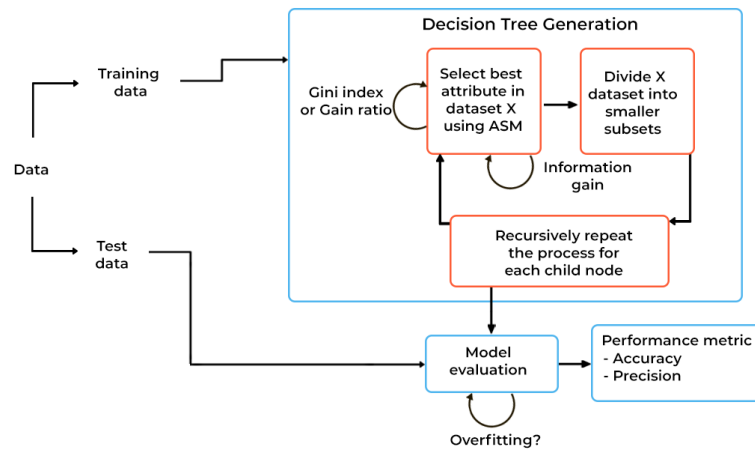 Decision Tree Generation
Training
data
Gini index
or Gain ratio
Select best
attribute in
dataset X
using ASM
Divide X
dataset into
smaller
subsets
Information
gain
Data
Recursively repeat
the process for
each child node
Test
data
Model
evaluation
Performance metric
- Accuracy
- Precision
Overfitting?